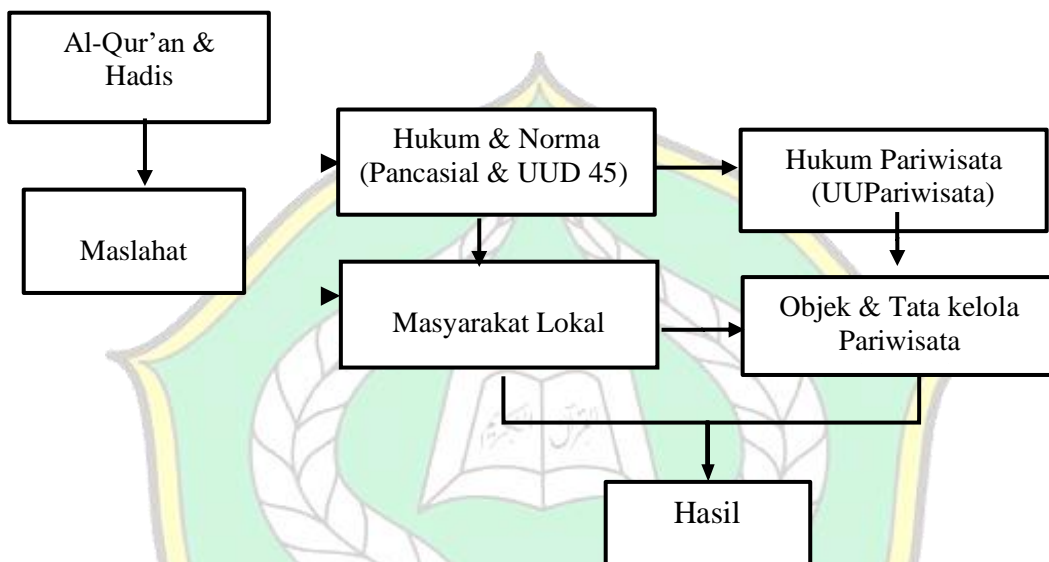 Al-Qur’an &
Hadis
Maslahat
Hukum & Norma
(Pancasial & UUD 45)
Masyarakat Lokal
Hukum Pariwisata
(UUPariwisata)
Objek & Tata kelola
Pariwisata
Hasil